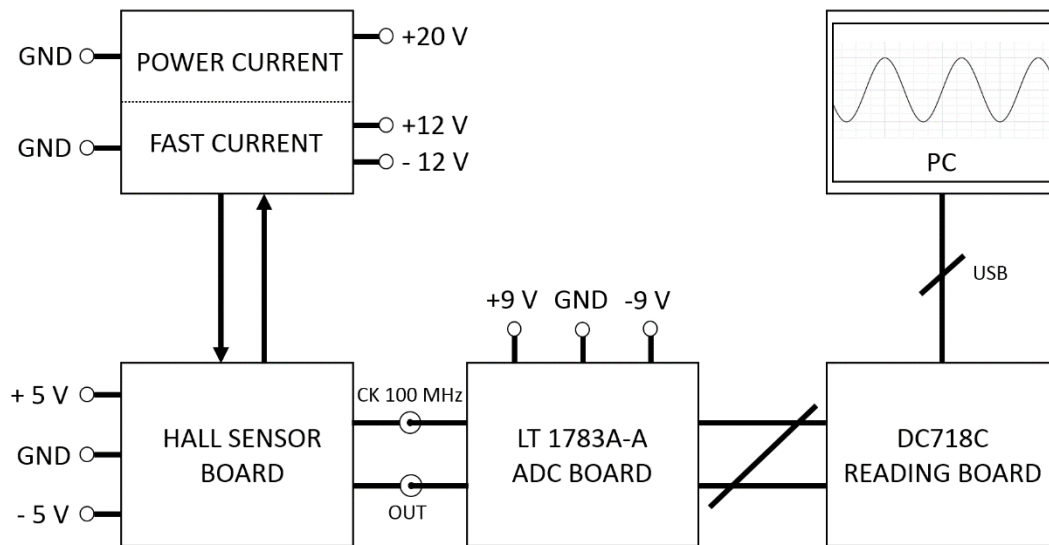 GND
POWER CURRENT
+20 V
GND
FAST CURRENT
+12 V
- 12 V
PC
USB
+9 V GND -9 V
+ 5 V
GND
- 5 V
HALL SENSOR
BOARD
CK 100 MHz
OUT
LT 1783A-A
ADC BOARD
DC718C
READING BOARD